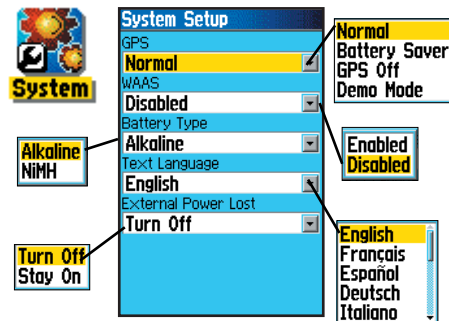 System
System Setup
GPS
Normal
WAAS
Disabled
Battery Type
Alkaline
Text Language
English
External Power Lost
Turn Off
Normal
Battery Saver
GPS Off
Demo Mode
Enabled
Disabled
Alkaline
NiMH
English
Français
Español
Deutsch
Italiano
Turn Off
Stay On